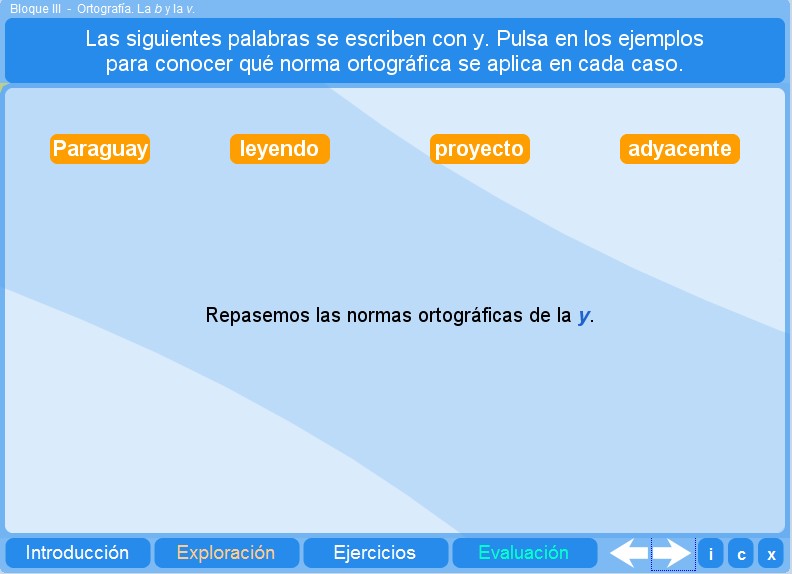 Bloque III - Ortografía. La b y la v.
Las siguientes palabras se escriben con y. Pulsa en los ejemplos
para conocer qué norma ortográfica se aplica en cada caso.
Paraguay leyendo proyecto adyacente
Repasemos las normas ortográficas de la y.
Introducción Exploración Ejercicios Evaluación i c x